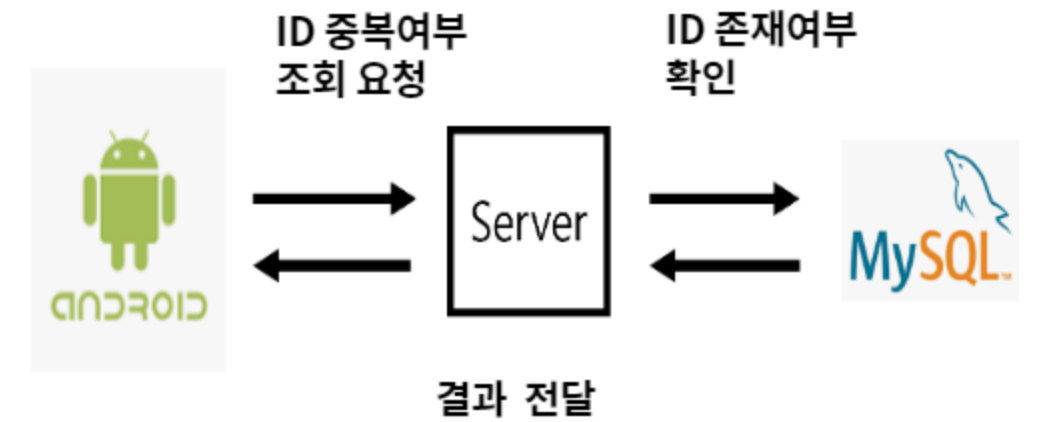 ID 중복여부
조회 요청
ID 존재여부
확인
ANDROID
Server
MySQL
결과 전달